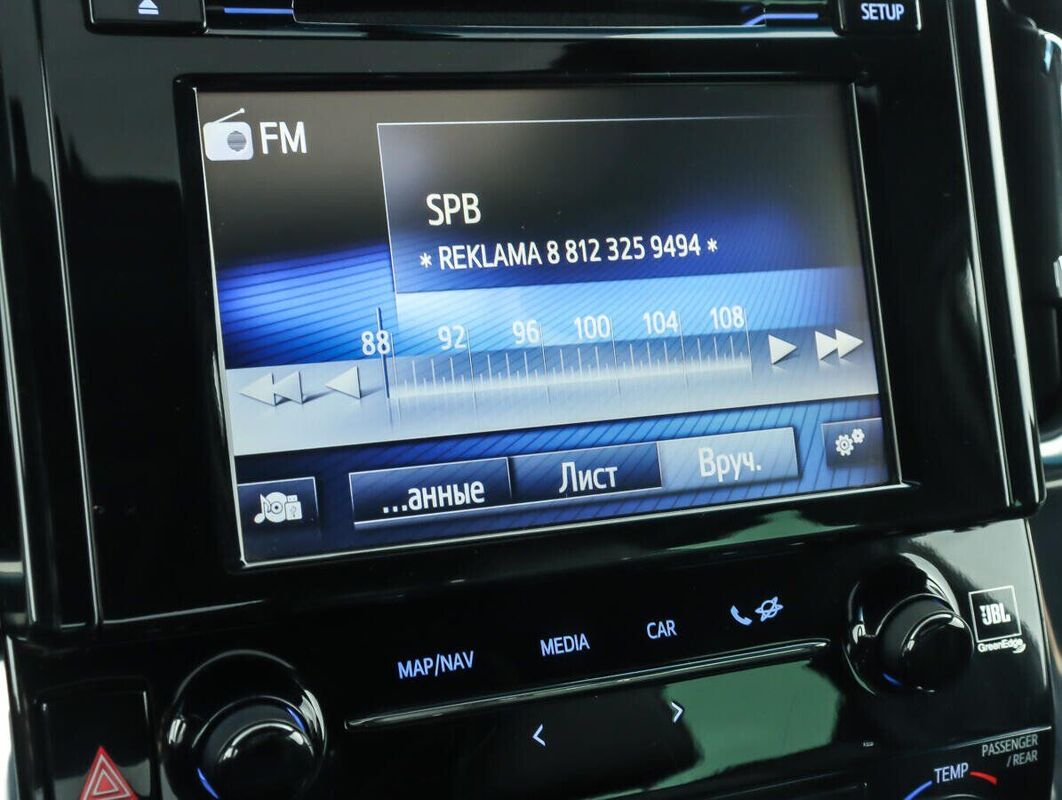 SETUP
FM
SPB
* REKLAMA 8 812 325 9494 *
88 92 96 100 104 108
...анные Лист Вруч.
MAP/NAV MEDIA CAR
JBL
GreenEdge
< >
PASSENGER
/REAR
TEMP